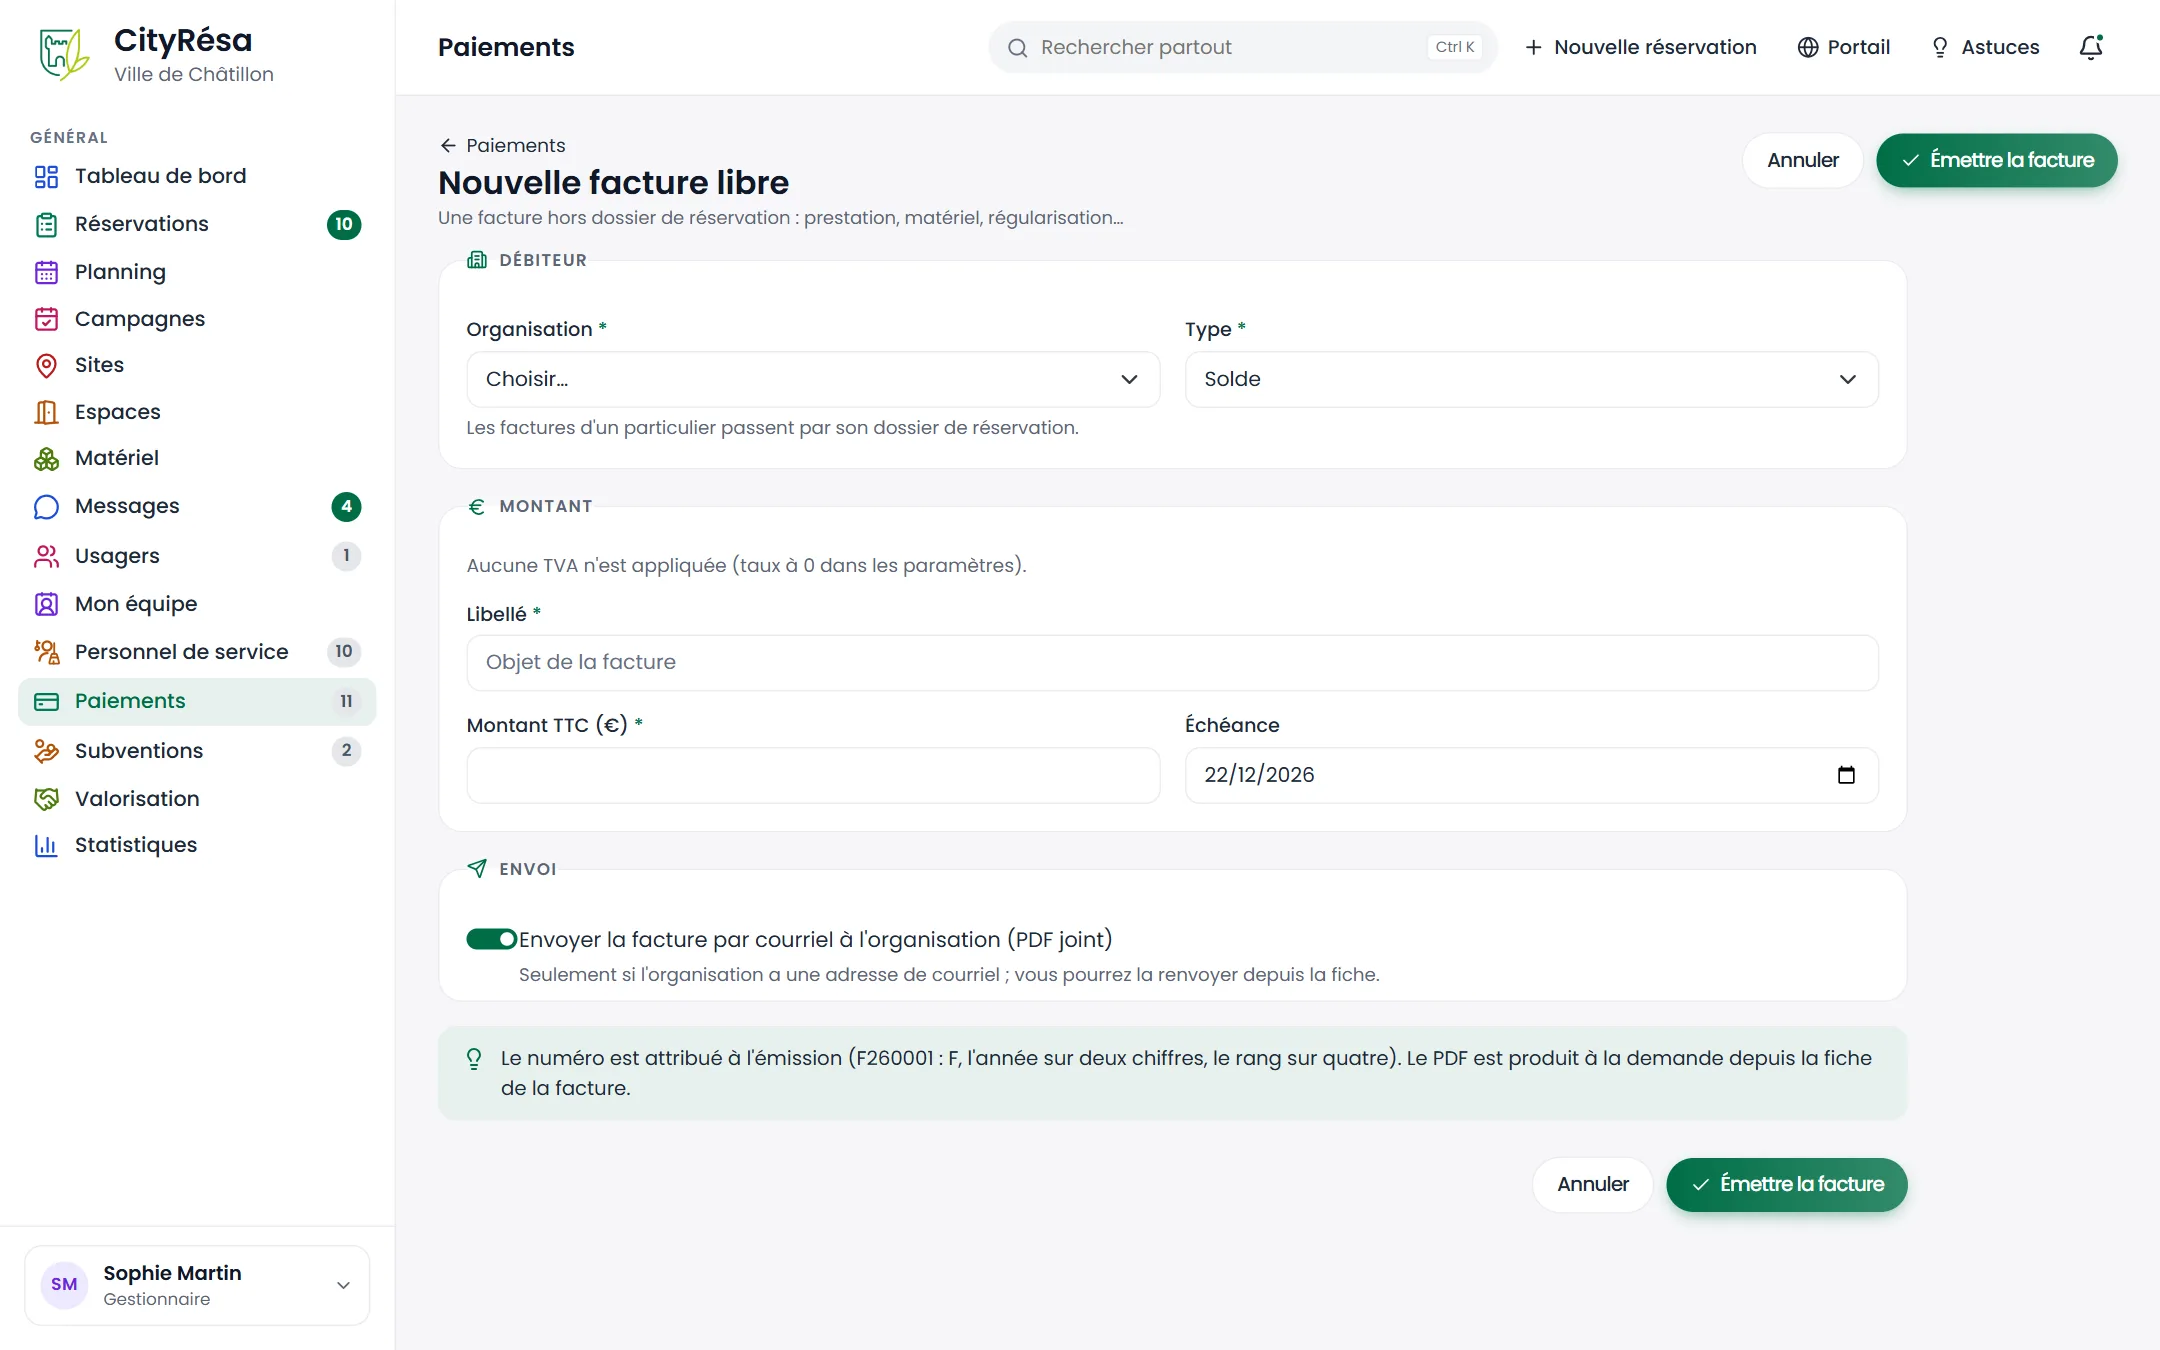 CityRésa
Ville de Châtillon
GÉNÉRAL
Tableau de bord
Réservations 10
Planning
Campagnes
Sites
Espaces
Matériel
Messages 4
Usagers 1
Mon équipe
Personnel de service 10
Paiements 11
Subventions 2
Valorisation
Statistiques
SM
Sophie Martin
Gestionnaire
Paiements
Rechercher partout Ctrl K
Nouvelle réservation
Portail
Astuces
Paiements
Nouvelle facture libre
Une facture hors dossier de réservation : prestation, matériel, régularisation...
Annuler
Émettre la facture
DÉBITEUR
Organisation *
Choisir...
Les factures d'un particulier passent par son dossier de réservation.
Type *
Solde
MONTANT
Aucune TVA n'est appliquée (taux à 0 dans les paramètres).
Libellé *
Objet de la facture
Montant TTC (€) *
Échéance
22/12/2026
ENVOI
Envoyer la facture par courriel à l'organisation (PDF joint)
Seulement si l'organisation a une adresse de courriel ; vous pourrez la renvoyer depuis la fiche.
Le numéro est attribué à l'émission (F260001 : F, l'année sur deux chiffres, le rang sur quatre). Le PDF est produit à la demande depuis la fiche
de la facture.
Annuler
Émettre la facture